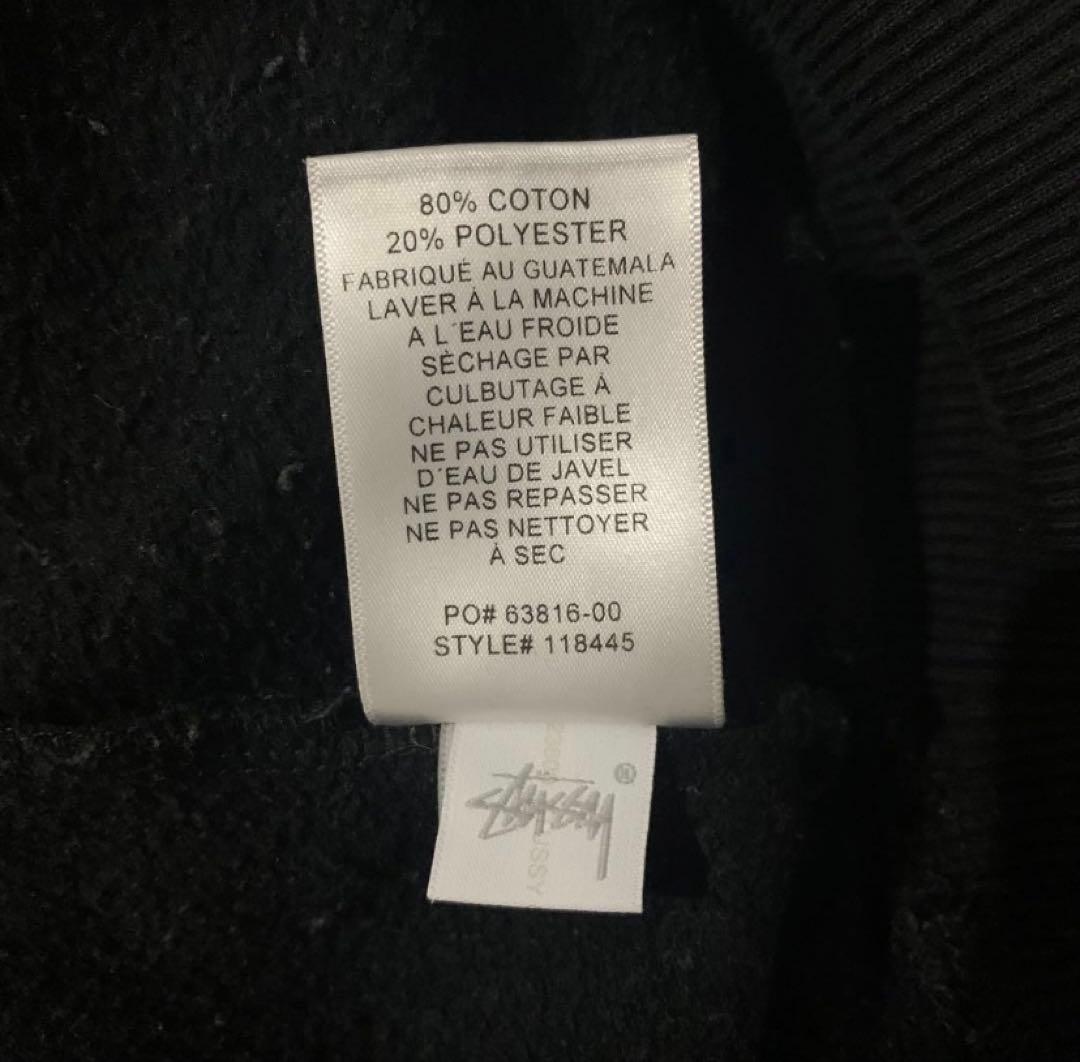 80% COTON
20% POLYESTER
FABRIQUÉ AU GUATEMALA
LAVER À LA MACHINE
A L´EAU FROIDE
SÈCHAGE PAR
CULBUTAGE À
CHALEUR FAIBLE
NE PAS UTILISER
D´EAU DE JAVEL
NE PAS REPASSER
NE PAS NETTOYER
À SEC
PO# 63816-00
STYLE# 118445
STÜSSY ®